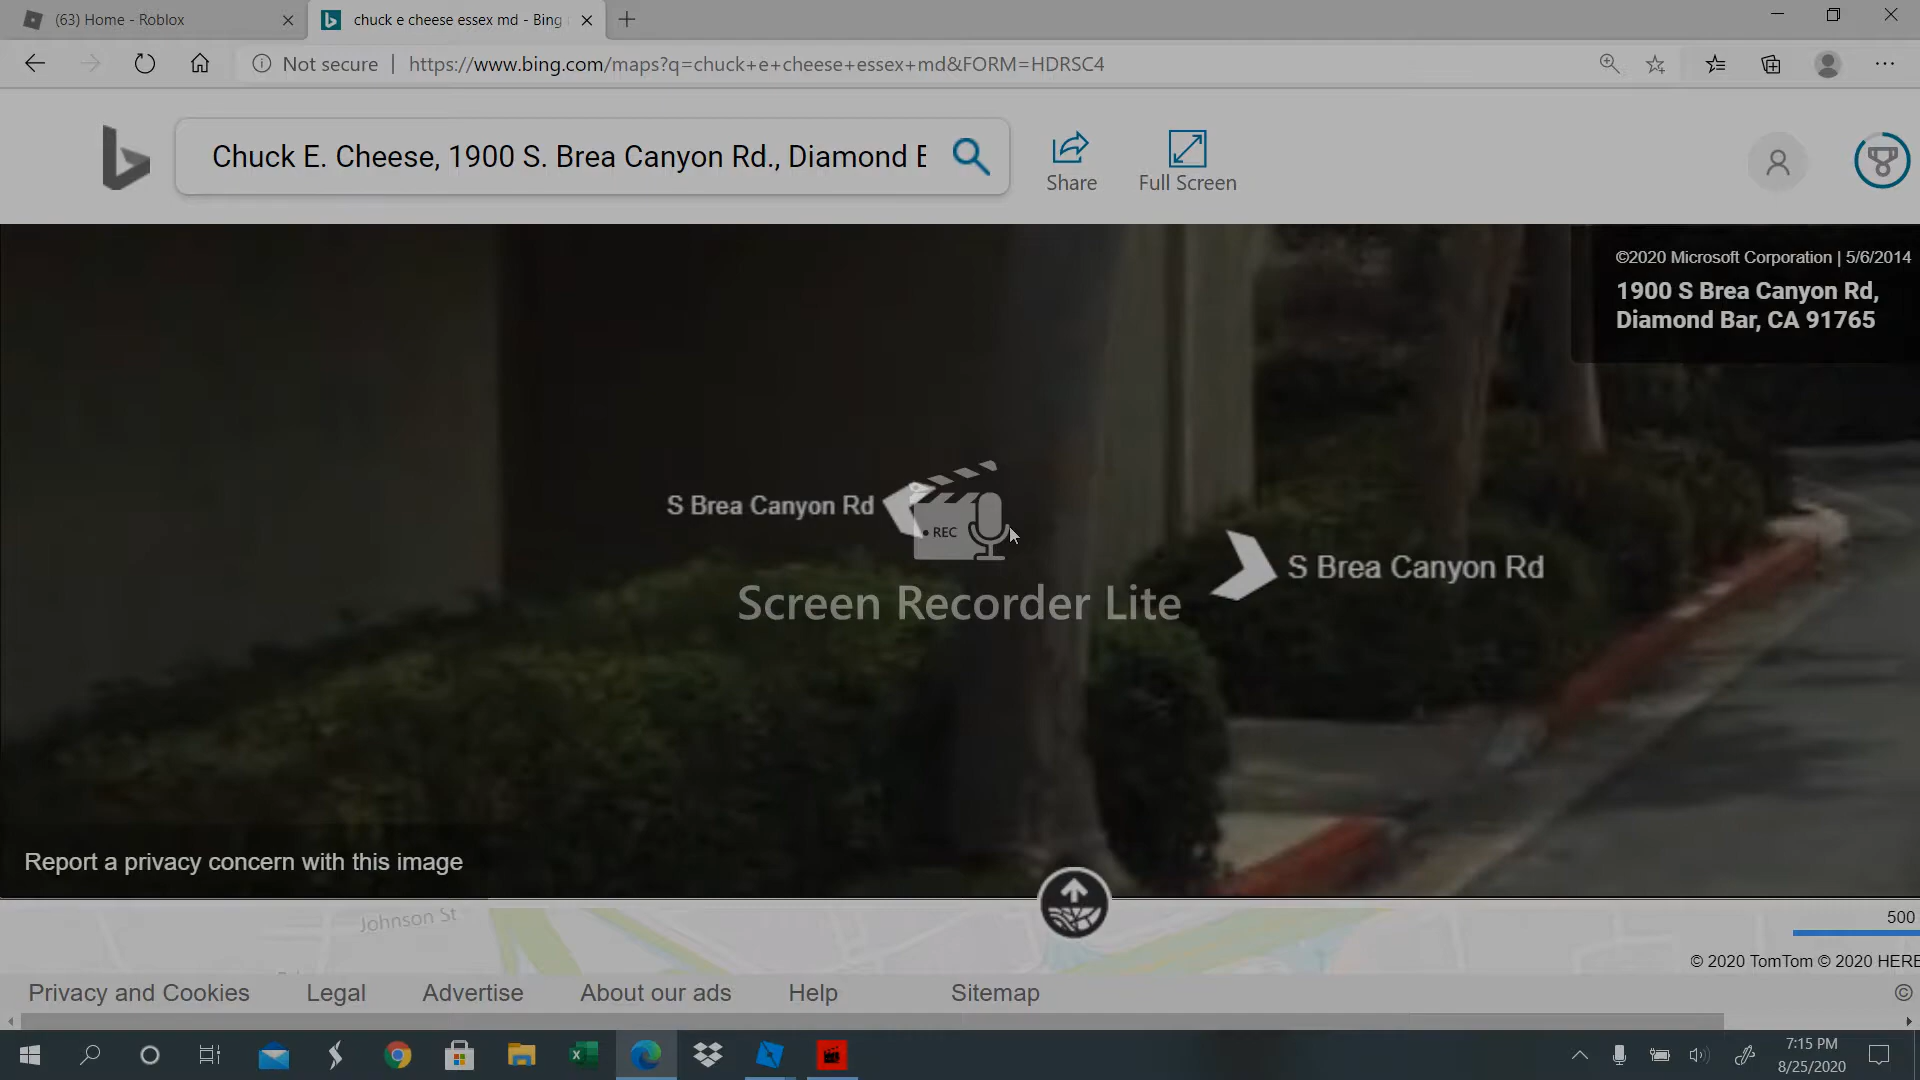 (63) Home - Roblox
chuck e cheese essex md - Bing
Not secure | https://www.bing.com/maps?q=chuck+e+cheese+essex+md&FORM=HDRSC4
Chuck E. Cheese, 1900 S. Brea Canyon Rd., Diamond
Share
Full Screen
©2020 Microsoft Corporation | 5/6/2014
1900 S Brea Canyon Rd,
Diamond Bar, CA 91765
S Brea Canyon Rd
REC
S Brea Canyon Rd
Screen Recorder Lite
Report a privacy concern with this image
Johnson St
500
© 2020 TomTom © 2020 HERE
Privacy and Cookies
Legal
Advertise
About our ads
Help
Sitemap
©
7:15 PM
8/25/2020